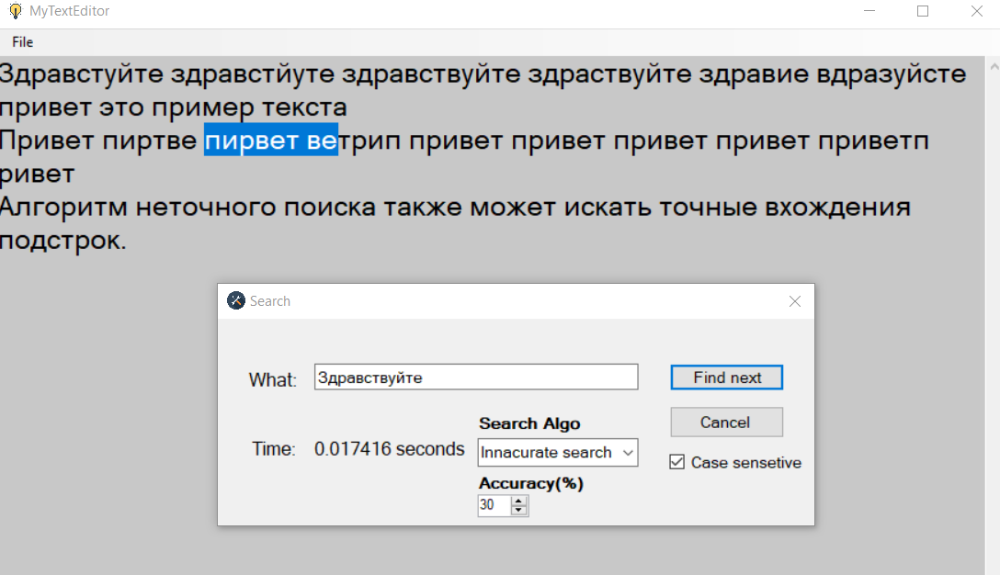 MyTextEditor
File
Здравстуйте здравстйуте здравствуйте здраствуйте здравие вдразуйсте
привет это пример текста
Привет пиртве пирвет ветрип привет привет привет привет приветп
ривет
Алгоритм неточного поиска также может искать точные вхождения
подстрок.
Search
What: Здравствуйте Find next
Search Algo Cancel
Time: 0.017416 seconds Innacurate search Case sensetive
Accuracy(%)
30